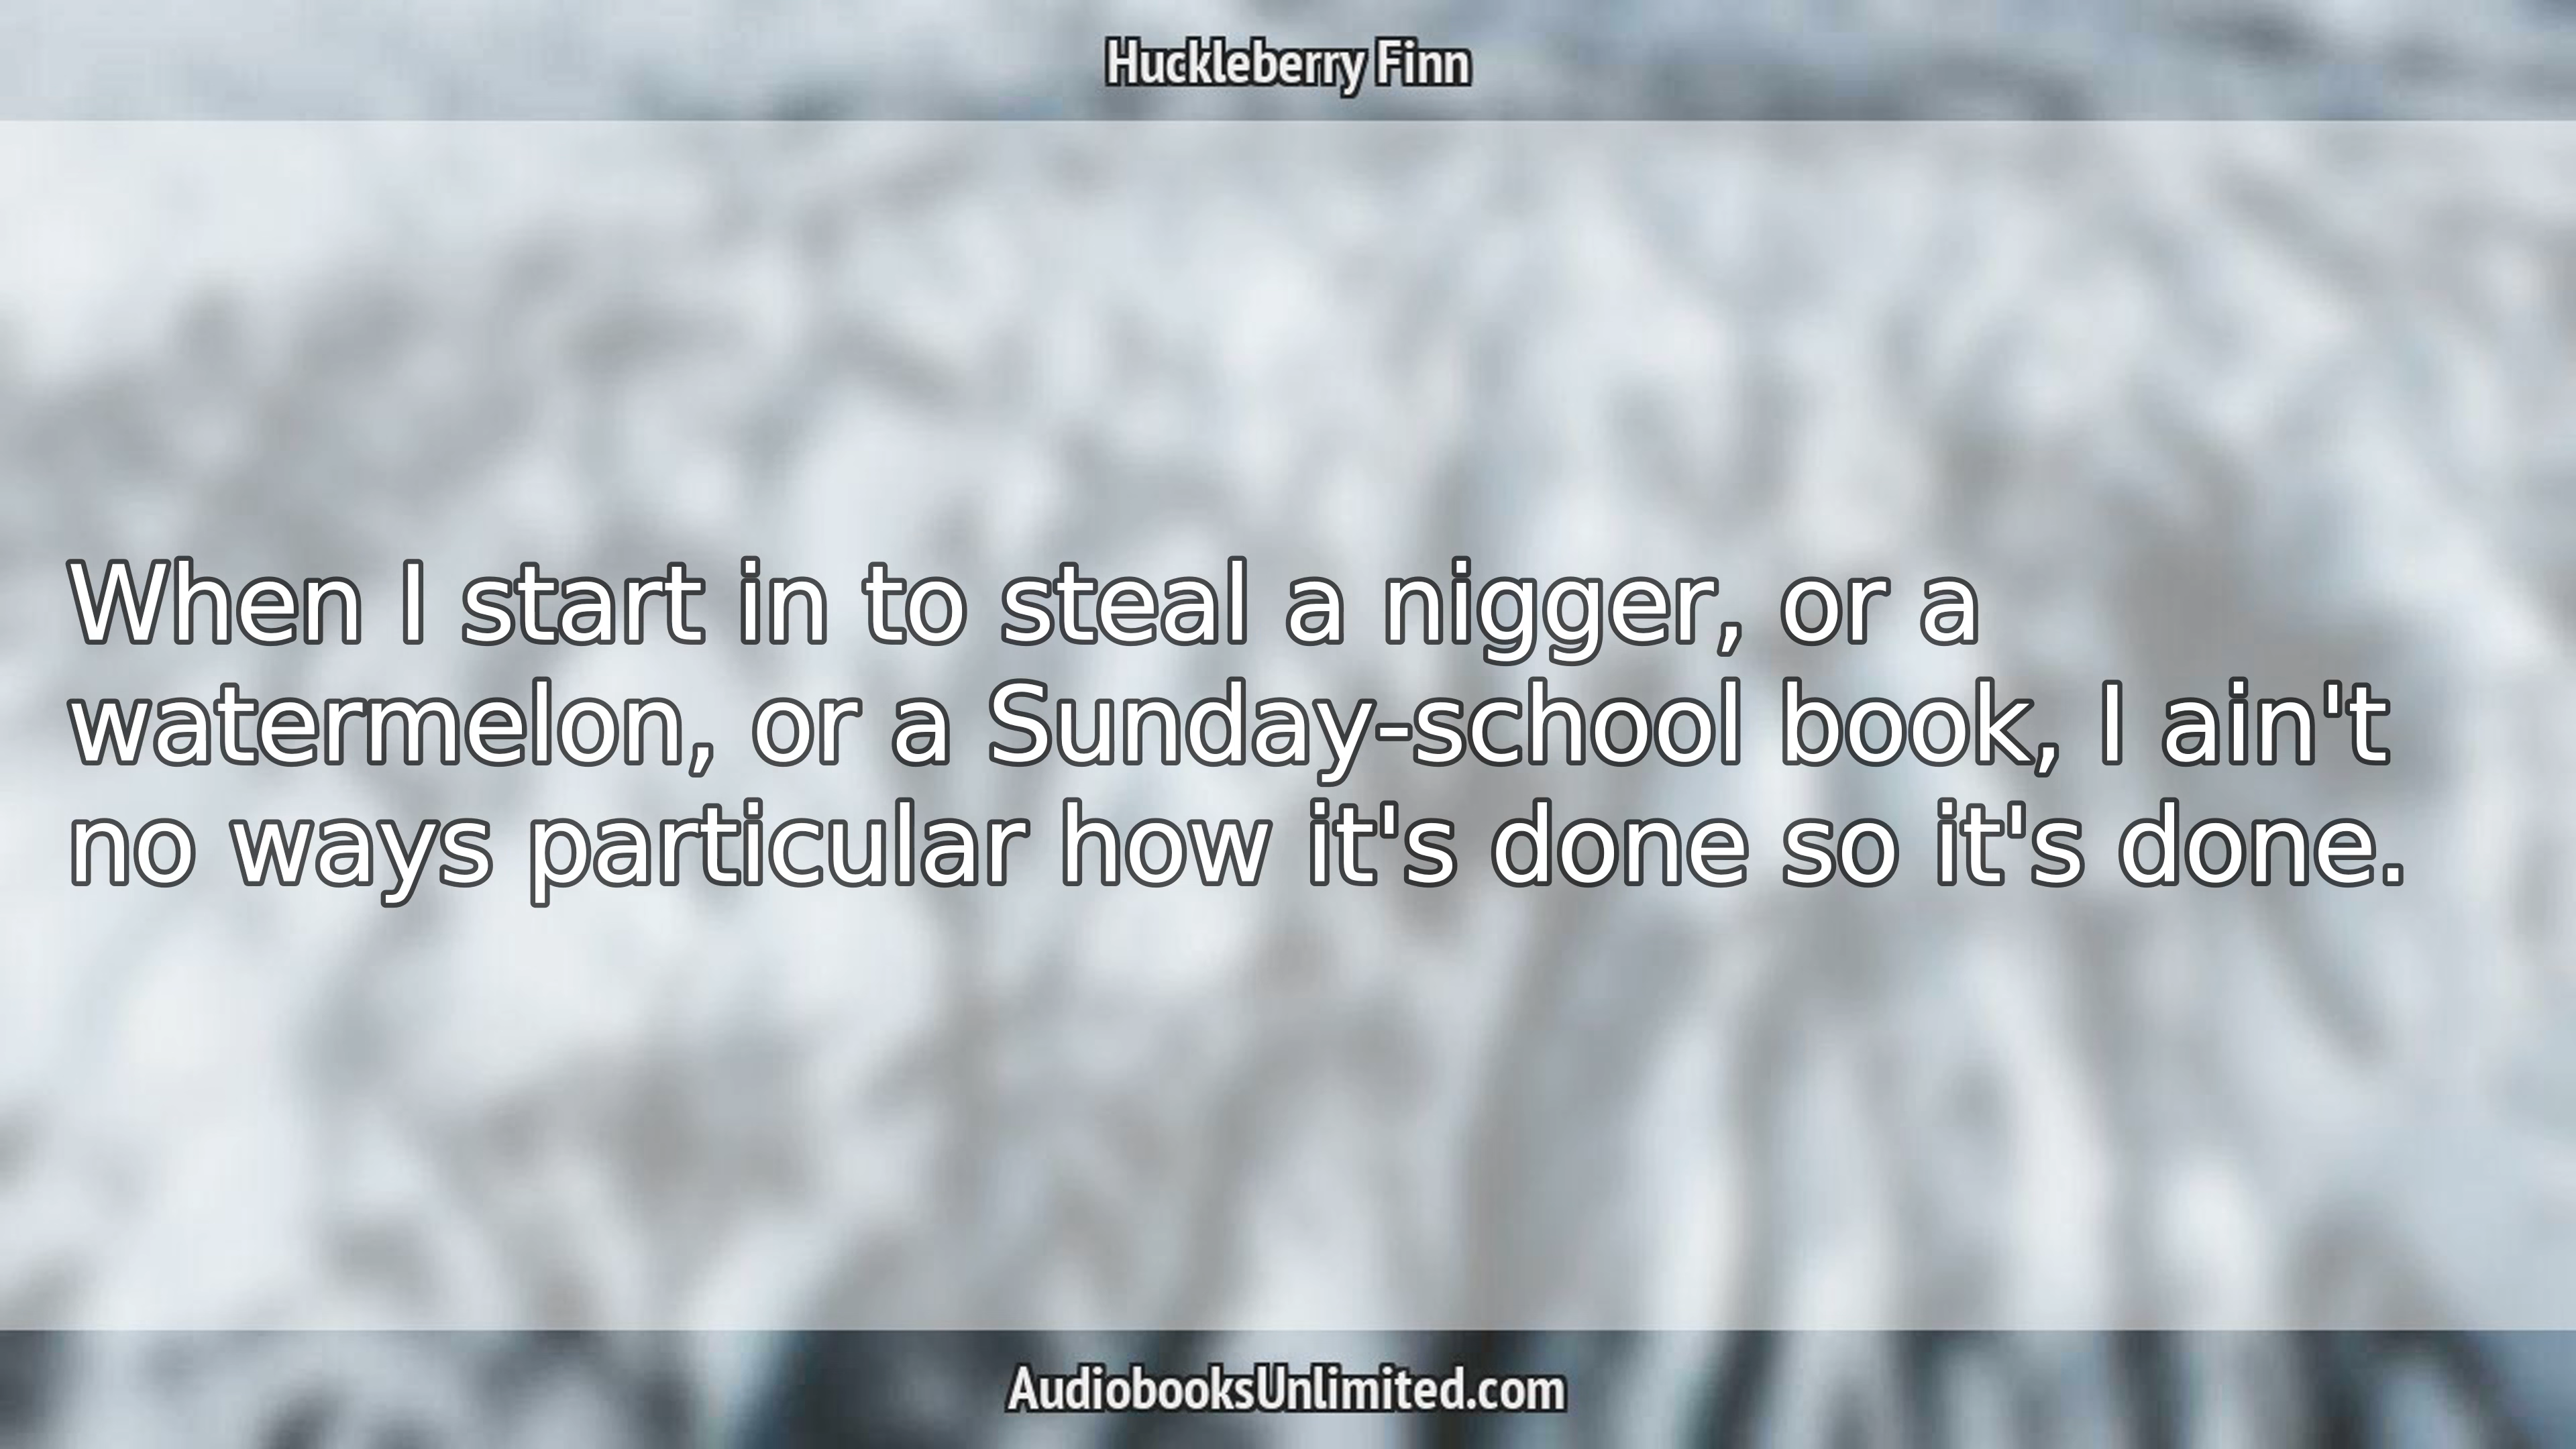 Huckleberry Finn
When I start in to steal a nigger, or a
watermelon, or a Sunday-school book, I ain't
no ways particular how it's done so it's done.
AudiobooksUnlimited.com